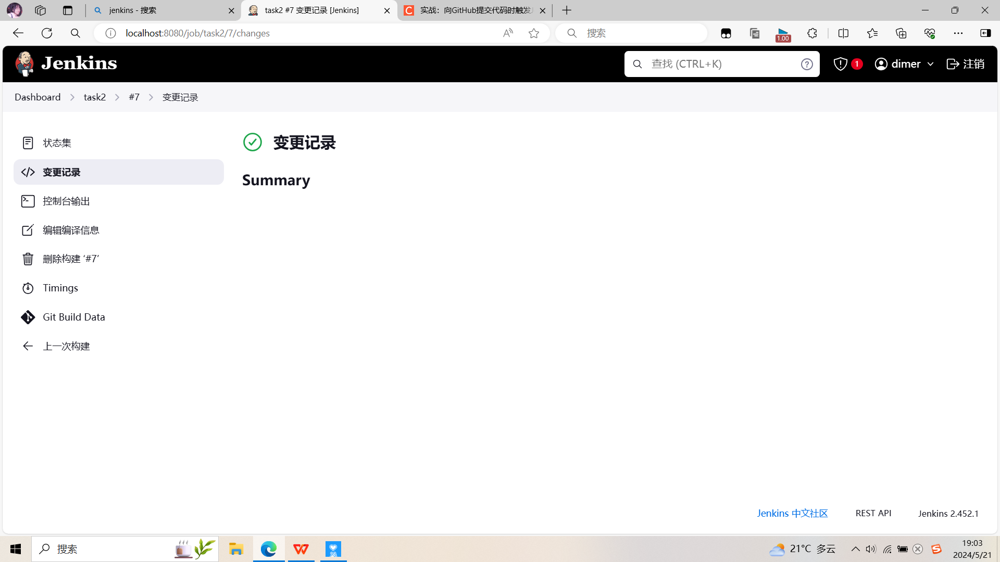 jenkins - 搜索
task2 #7 变更记录 [Jenkins]
实战：向GitHub提交代码时触发
localhost:8080/job/task2/7/changes
搜索
1.00
Jenkins
查找 (CTRL+K)
1
dimer
注销
Dashboard
task2
#7
变更记录
状态集
变更记录
控制台输出
编辑编译信息
删除构建 ‘#7’
Timings
Git Build Data
上一次构建
变更记录
Summary
Jenkins 中文社区
REST API
Jenkins 2.452.1
搜索
21°C 多云
19:03
2024/5/21